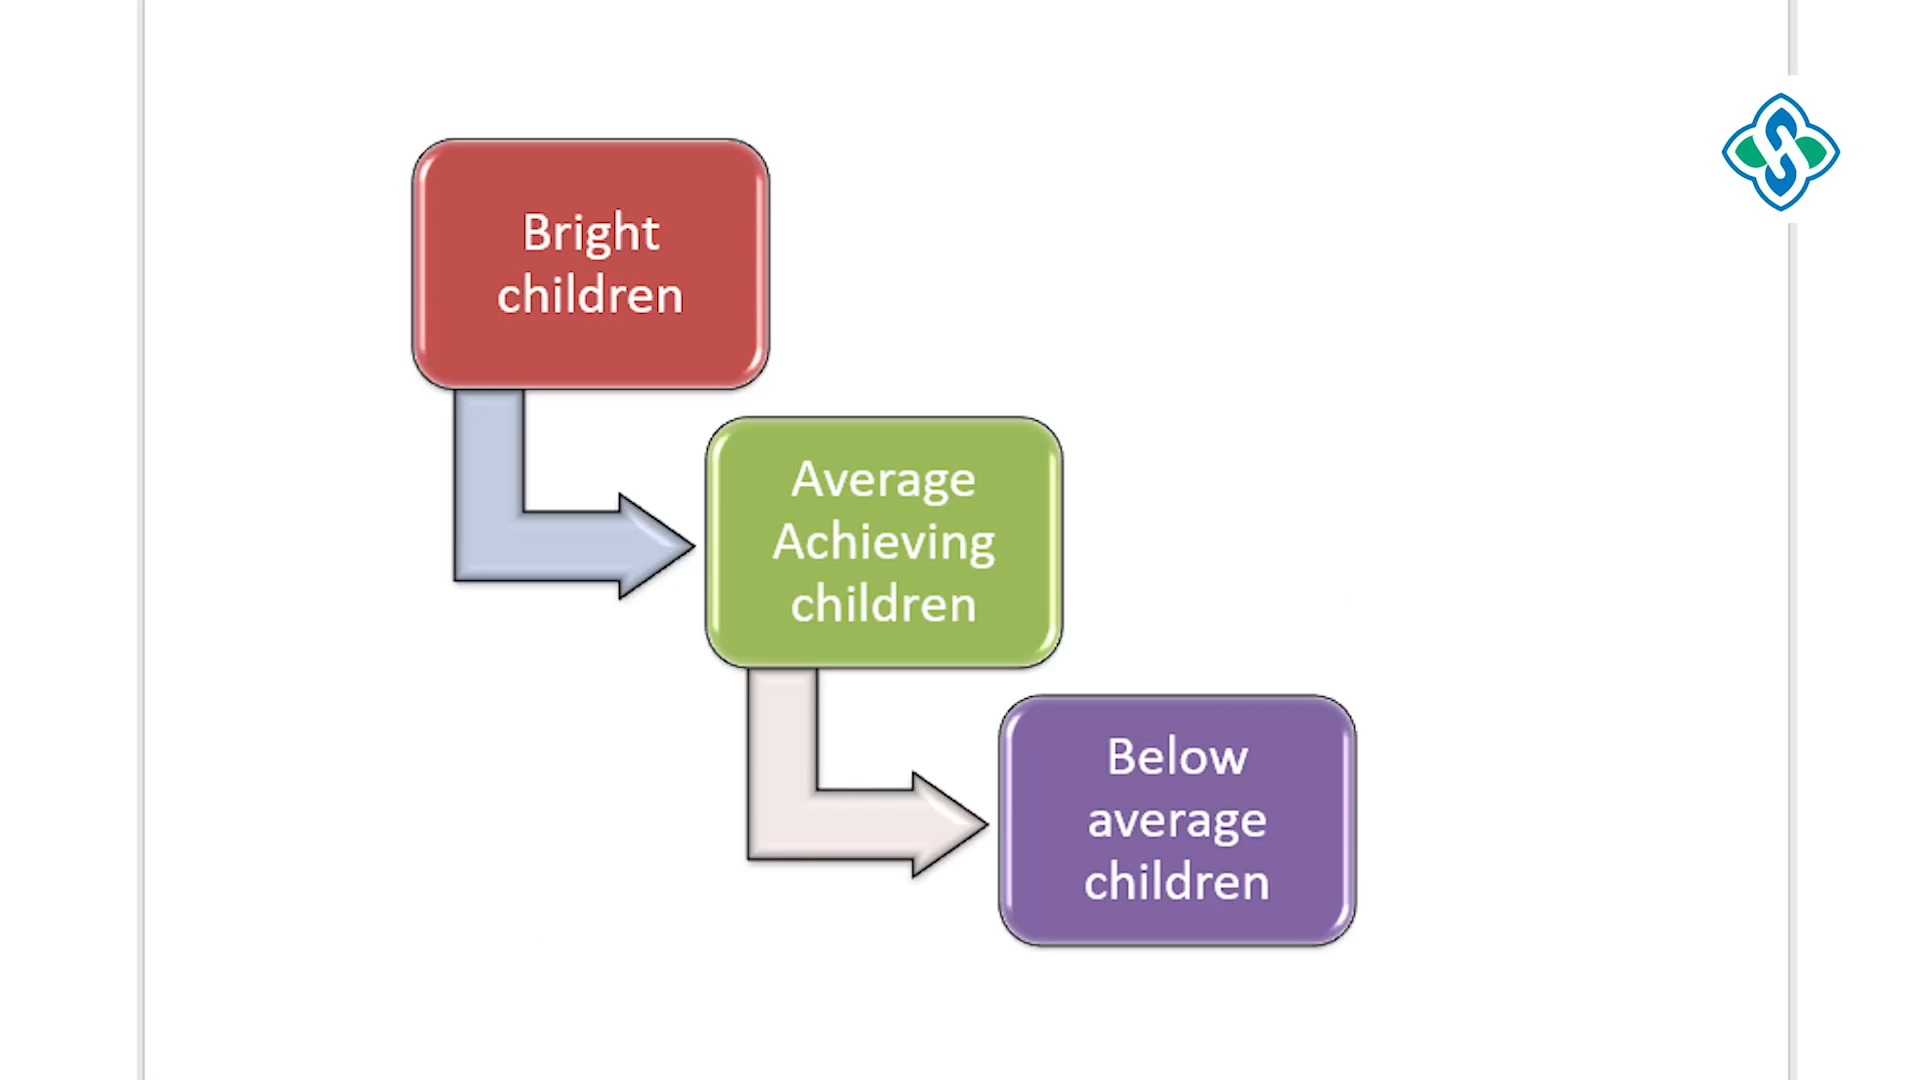 Bright
children
Average
Achieving
children
Below
average
children